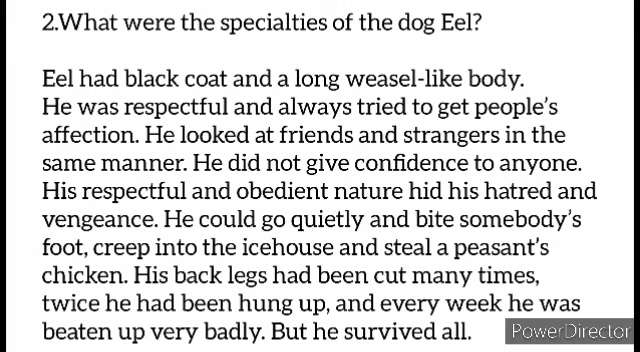 2.What were the specialties of the dog Eel?
Eel had black coat and a long weasel-like body.
He was respectful and always tried to get people's
affection. He looked at friends and strangers in the
same manner. He did not give confidence to anyone.
His respectful and obedient nature hid his hatred and
vengeance. He could go quietly and bite somebody's
foot, creep into the icehouse and steal a peasant's
chicken. His back legs had been cut many times,
twice he had been hung up, and every week he was
beaten up very badly. But he survived all.
PowerDirector